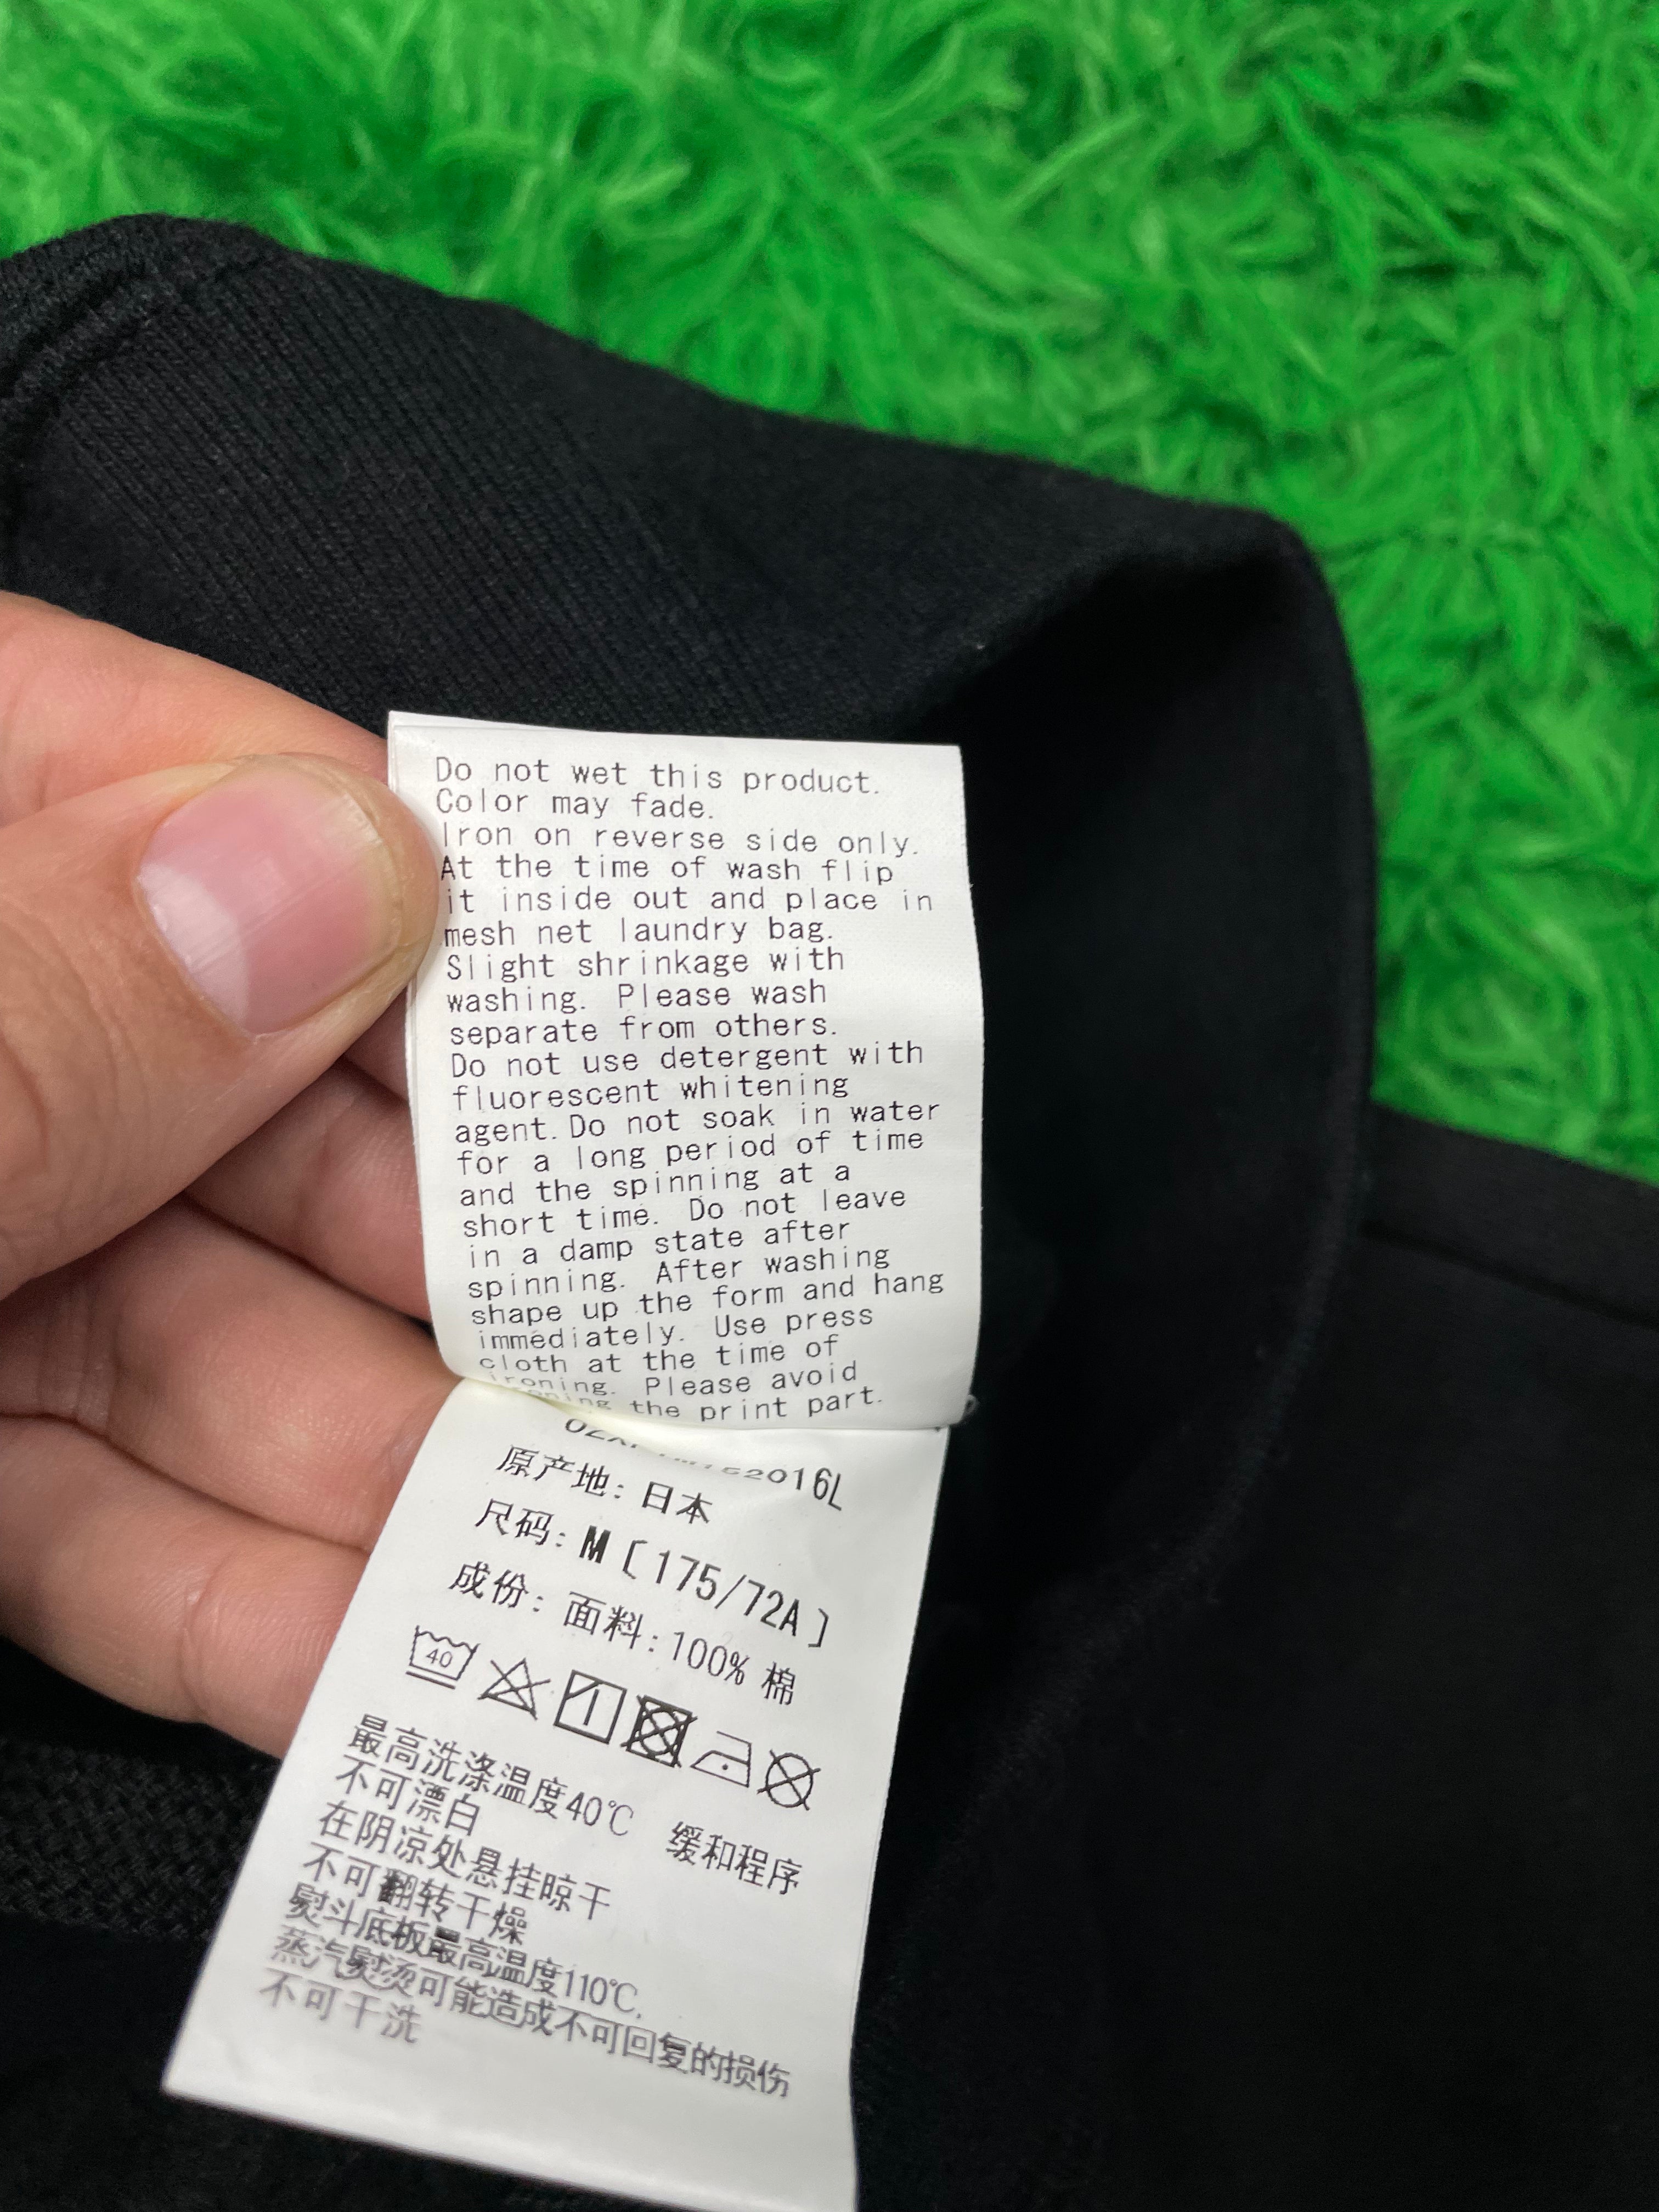 Do not wet this product.
Color may fade.
Iron on reverse side only.
At the time of wash flip
it inside out and place in
mesh net laundry bag.
Slight shrinkage with
washing. Please wash
separate from others.
Do not use detergent with
fluorescent whitening
agent. Do not soak in water
for a long period of time
and the spinning at a
short time. Do not leave
in a damp state after
spinning. After washing
shape up the form and hang
immediately. Use press
cloth at the time of
ironing. Please avoid
the print part.
原产地: 日本
尺码: M [175/72A]
成份: 面料: 100% 棉
40
最高洗涤温度40℃ 缓和程序
不可漂白
在阴凉处悬挂晾干
不可翻转干燥
熨斗底板最高温度110℃,
蒸汽熨烫可能造成不可回复的损伤
不可干洗